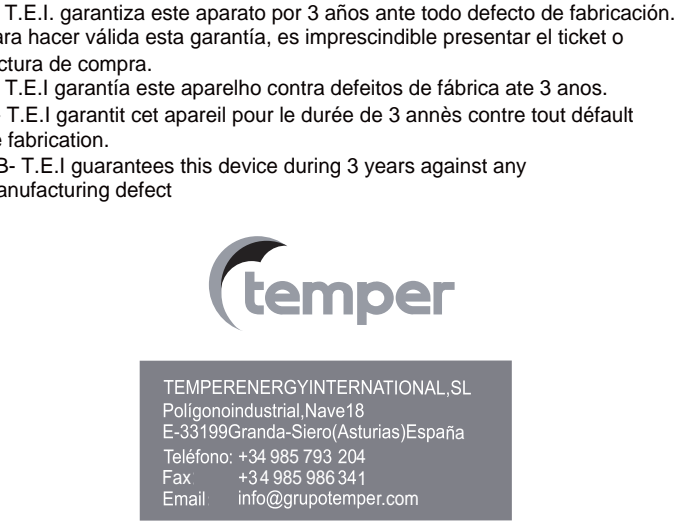 T.E.I. garantiza este aparato por 3 años ante todo defecto de fabricación.
ara hacer válida esta garantía, es imprescindible presentar el ticket o
ctura de compra.
T.E.I garantía este aparelho contra defeitos de fábrica ate 3 anos.
T.E.I garantit cet apareil pour le durée de 3 annès contre tout défault
e fabrication.
B- T.E.I guarantees this device during 3 years against any
anufacturing defect
temper
TEMPERENERGYINTERNATIONAL,SL
Polígonoindustrial,Nave18
E-33199Granda-Siero(Asturias)España
Teléfono: +34 985 793 204
Fax: +34 985 986 341
Email: info@grupotemper.com